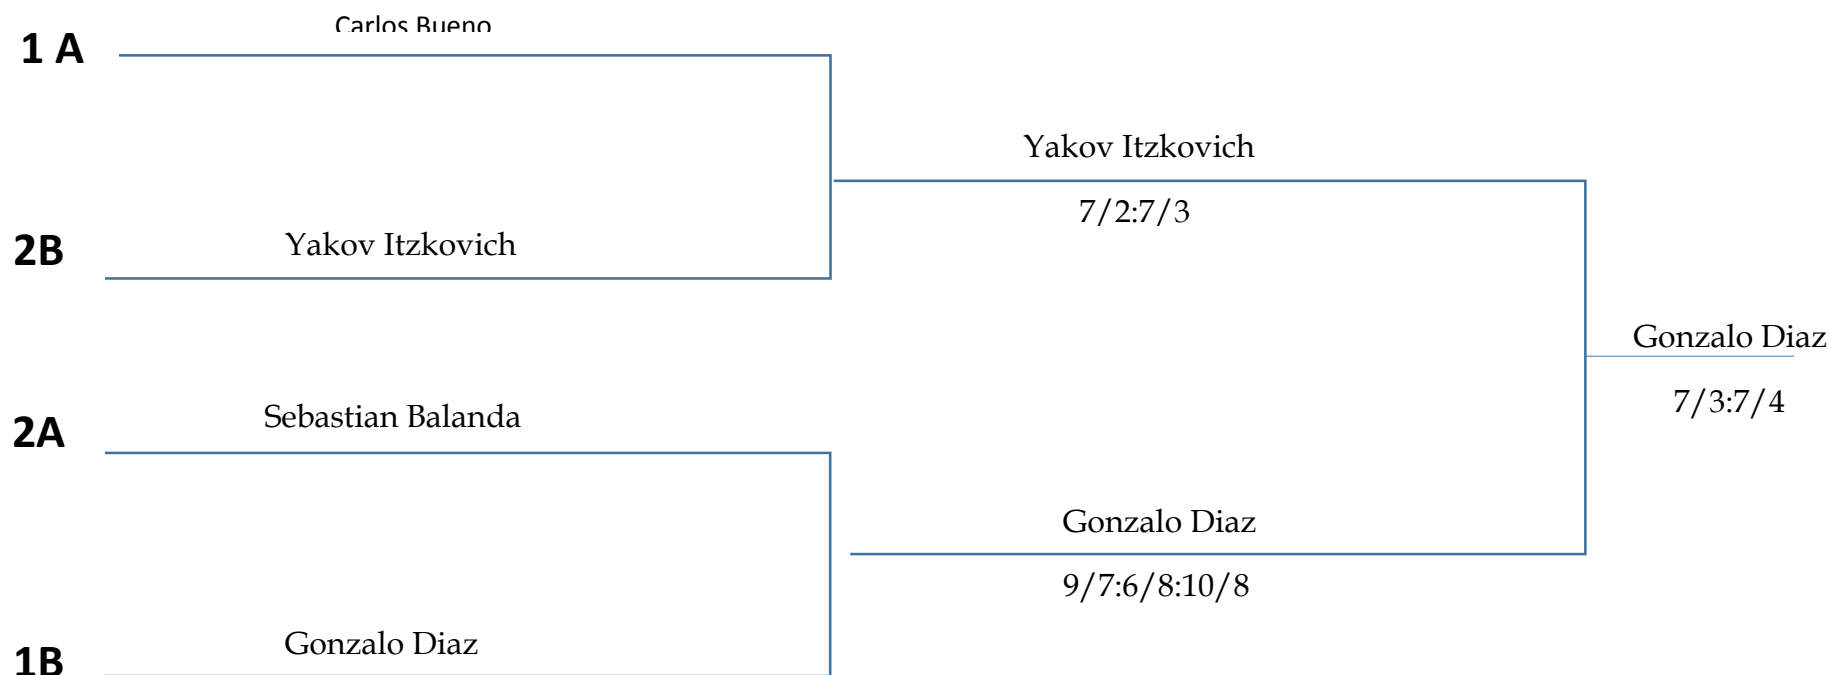 Carlos Bueno
1 A
Yakov Itzkovich
7/2:7/3
2B
Yakov Itzkovich
Gonzalo Diaz
7/3:7/4
2A
Sebastian Balanda
Gonzalo Diaz
9/7:6/8:10/8
1B
Gonzalo Diaz